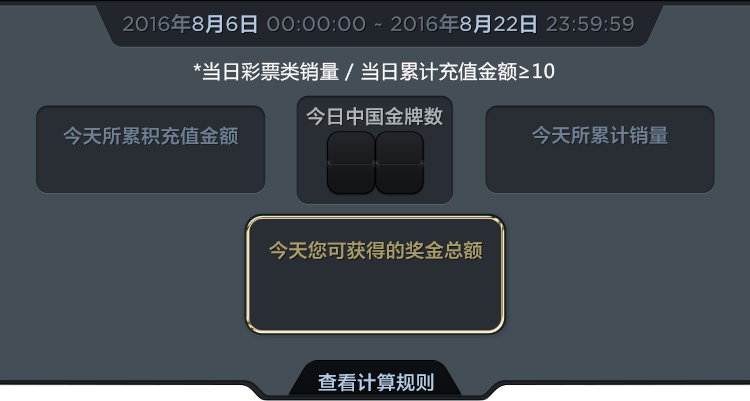 2016年8月6日 00:00:00 ~ 2016年8月22日 23:59:59
*当日彩票类销量 / 当日累计充值金额≥10
今天所累积充值金额
今日中国金牌数
今天所累计销量
今天您可获得的奖金总额
查看计算规则